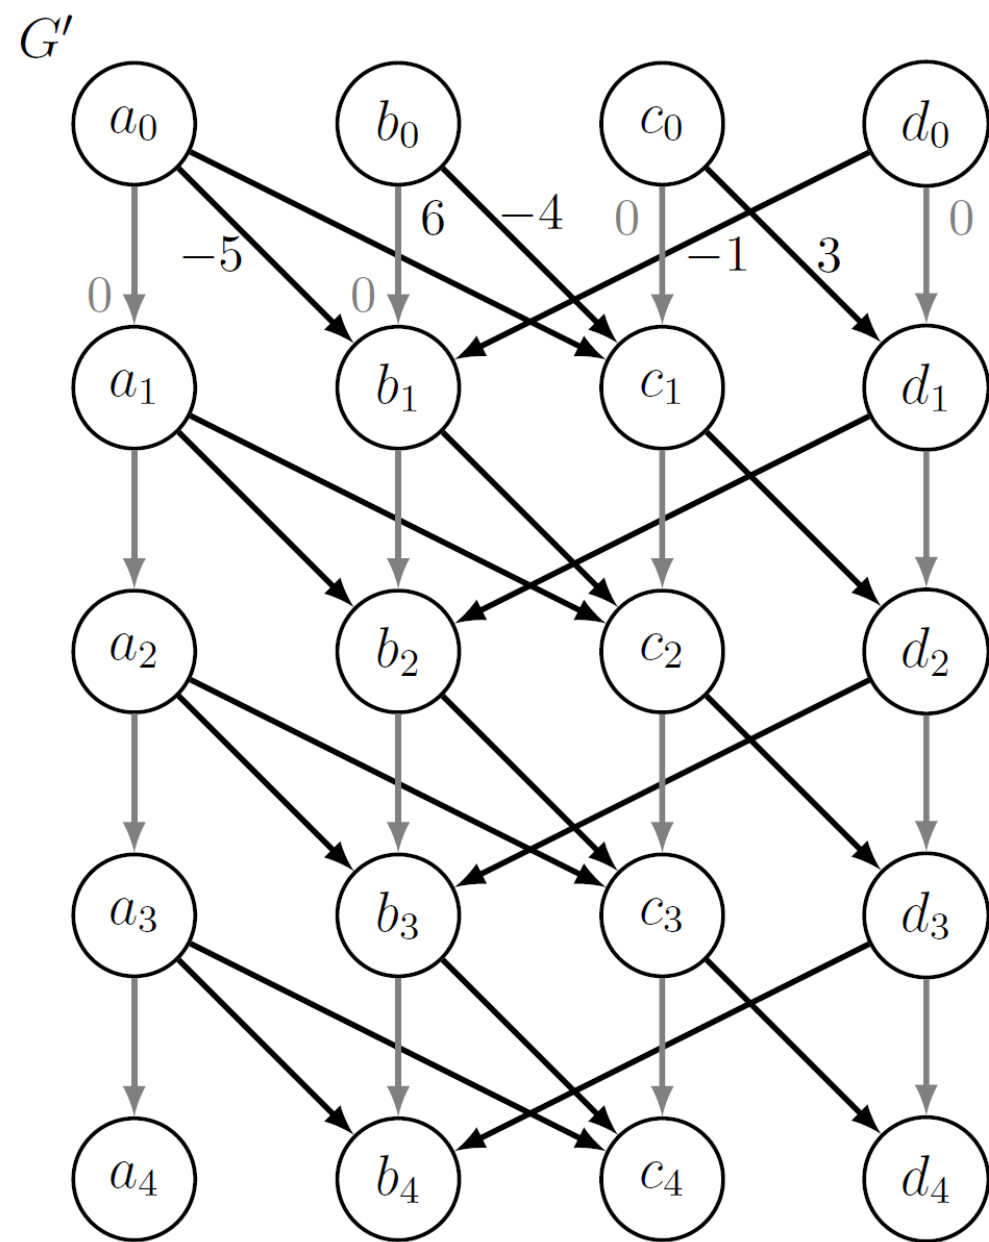 G′
a₀ b₀ c₀ d₀
6 −4 0 0
−5 −1 3
0 0
a₁ b₁ c₁ d₁
a₂ b₂ c₂ d₂
a₃ b₃ c₃ d₃
a₄ b₄ c₄ d₄